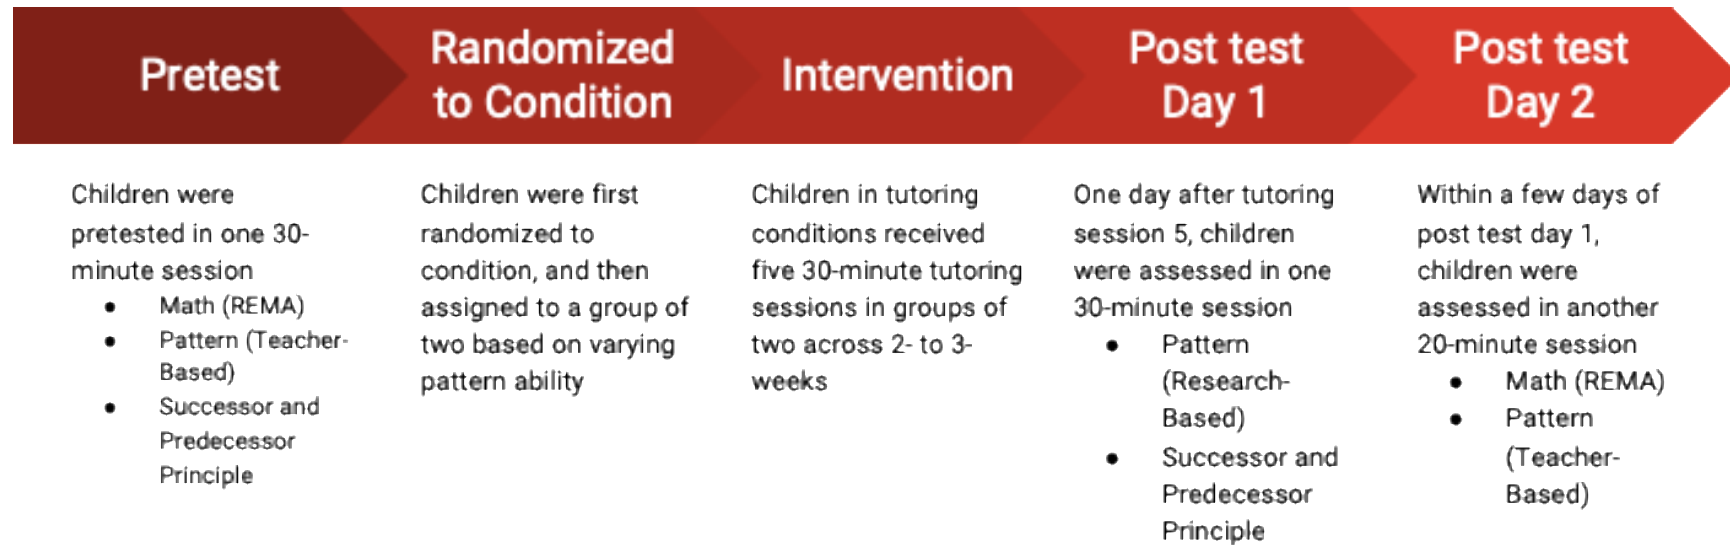 Pretest
Randomized
to Condition
Intervention
Post test
Day 1
Post test
Day 2
Children were
pretested in one 30-
minute session
• Math (REMA)
• Pattern (Teacher-
Based)
• Successor and
Predecessor
Principle
Children were first
randomized to
condition, and then
assigned to a group of
two based on varying
pattern ability
Children in tutoring
conditions received
five 30-minute tutoring
sessions in groups of
two across 2- to 3-
weeks
One day after tutoring
session 5, children
were assessed in one
30-minute session
• Pattern
(Research-
Based)
• Successor and
Predecessor
Principle
Within a few days of
post test day 1,
children were
assessed in another
20-minute session
• Math (REMA)
• Pattern
(Teacher-
Based)